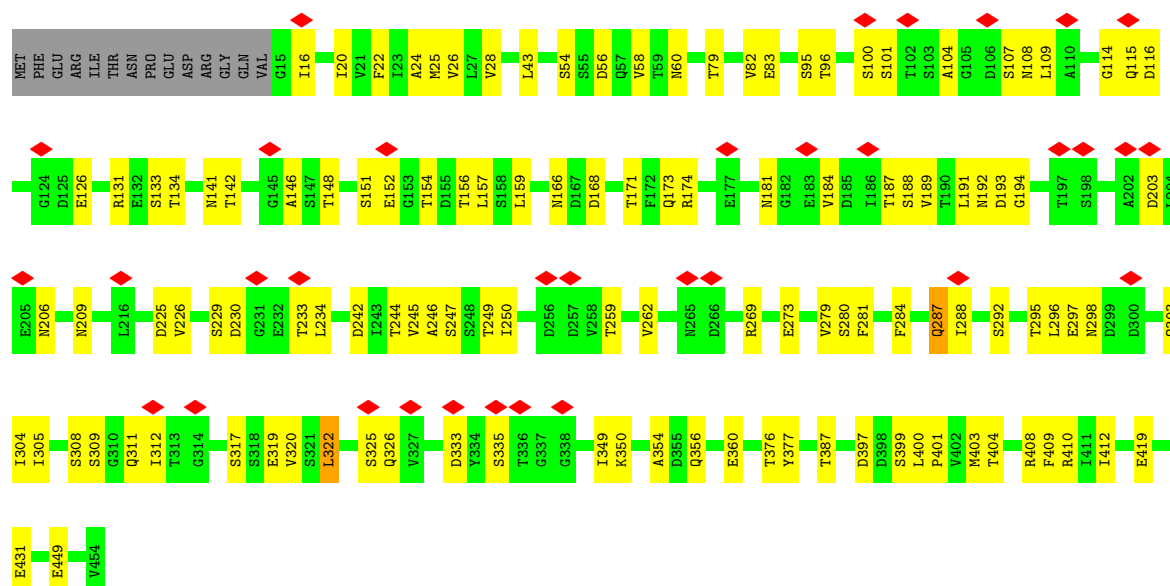 MET PHE GLU ARG ILE THR ASN PRO GLU ASP ARG GLY GLN VAL G15 I16 I20 V21 F22 I23 A24 M25 V26 L27 V28 L43 S54 S55 D56 Q57 V58 T59 N60 T79 V82 E83 S95 T96 S100 S101 T102 S103 A104 G105 D106 S107 N108 L109 A110 G114 Q115 D116
G124 D125 E126 R131 E132 S133 T134 N141 T142 G145 A146 S147 T148 S151 E152 G153 T154 D155 T156 L157 S158 L159 N166 D167 D168 T171 F172 Q173 R174 E177 N181 G182 E183 V184 D185 I186 T187 S188 V189 T190 L191 N192 D193 G194 T197 S198 A202 D203
E205 N206 N209 L216 D225 V226 S229 D230 G231 E232 T233 L234 D242 I243 T244 V245 A246 S247 S248 T249 I250 D256 D257 V258 T259 V262 N265 D266 R269 E273 V279 S280 F281 F284 Q287 I288 S292 T295 L296 E297 N298 D299 D300
I304 I305 S308 S309 G310 Q311 I312 T313 G314 S317 S318 E319 V320 S321 L322 S325 Q326 V327 D333 Y334 S335 T336 G337 G338 I349 K350 A354 D355 Q356 E360 T376 Y377 T387 D397 D398 S399 L400 P401 V402 M403 T404 R408 F409 R410 I411 I412 E419
E431 E449 V454